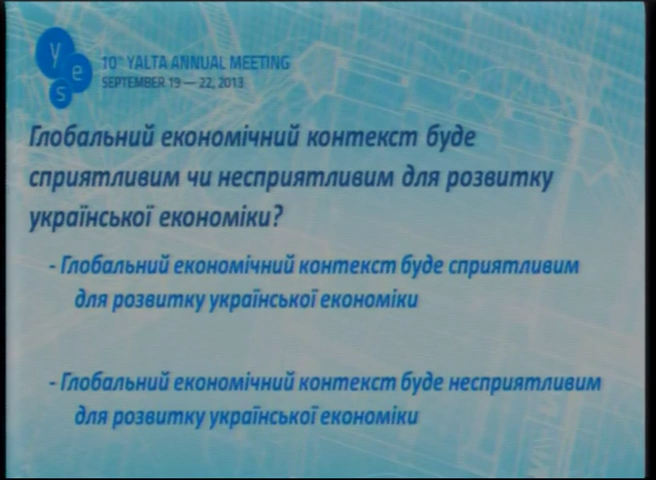 yes
10th YALTA ANNUAL MEETING
SEPTEMBER 19 — 22, 2013
Глобальний економічний контекст буде
сприятливим чи несприятливим для розвитку
української економіки?
- Глобальний економічний контекст буде сприятливим
для розвитку української економіки
- Глобальний економічний контекст буде несприятливим
для розвитку української економіки